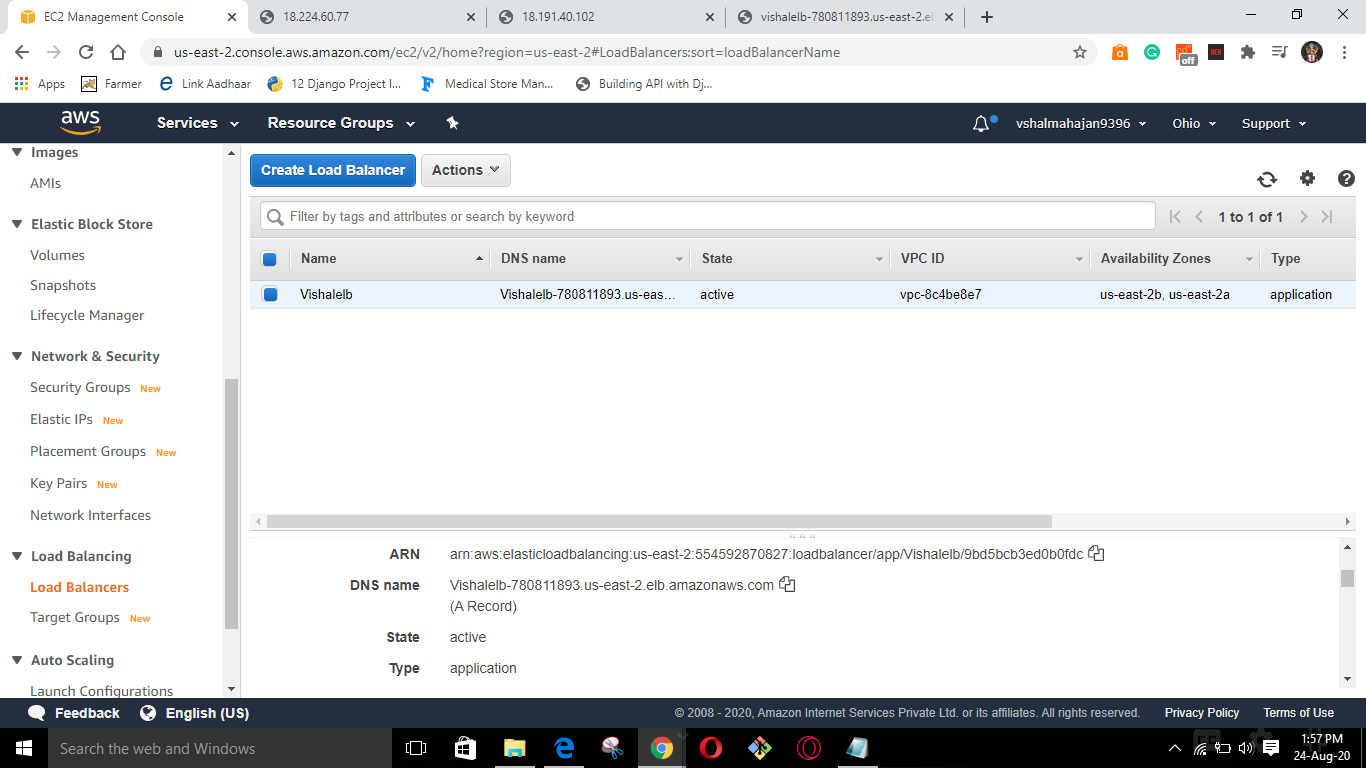 EC2 Management Console
18.224.60.77
18.191.40.102
vishalelb-780811893.us-east-2.el
us-east-2.console.aws.amazon.com/ec2/v2/home?region=us-east-2#LoadBalancers:sort=loadBalancerName
off
NEW
Apps
Farmer
Link Aadhaar
12 Django Project I...
Medical Store Man...
Building API with Dj...
aws
Services
Resource Groups
vshalmahajan9396
Ohio
Support
Images
AMIs
Elastic Block Store
Volumes
Snapshots
Lifecycle Manager
Network & Security
Security Groups New
Elastic IPs New
Placement Groups New
Key Pairs New
Network Interfaces
Load Balancing
Load Balancers
Target Groups New
Auto Scaling
Launch Configurations
Create Load Balancer
Actions
Filter by tags and attributes or search by keyword
1 to 1 of 1
Name DNS name State VPC ID Availability Zones Type
Vishalelb Vishalelb-780811893.us-eas... active vpc-8c4be8e7 us-east-2b, us-east-2a application
ARN arn:aws:elasticloadbalancing:us-east-2:554592870827:loadbalancer/app/Vishalelb/9bd5bcb3ed0b0fdc
DNS name Vishalelb-780811893.us-east-2.elb.amazonaws.com
(A Record)
State active
Type application
Feedback
English (US)
© 2008 - 2020, Amazon Internet Services Private Ltd. or its affiliates. All rights reserved.
Privacy Policy
Terms of Use
Search the web and Windows
1:57 PM
24-Aug-20